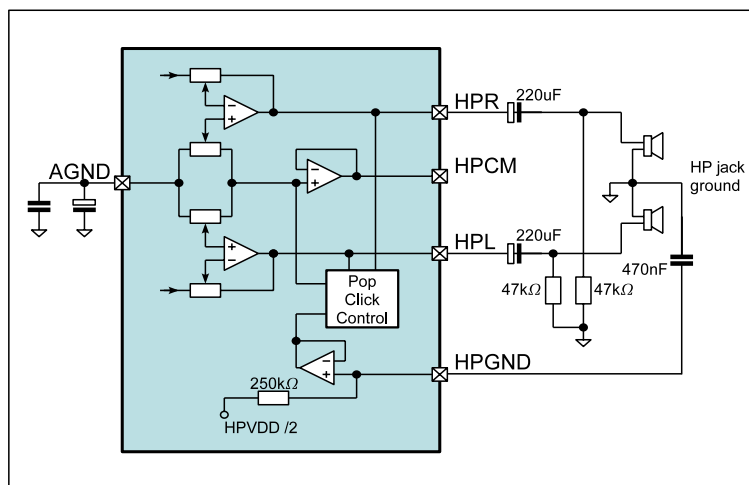 HPR
220uF
AGND
HPCM
HP jack
ground
HPL
220uF
470nF
Pop
Click
Control
47kΩ
47kΩ
HPGND
250kΩ
HPVDD /2